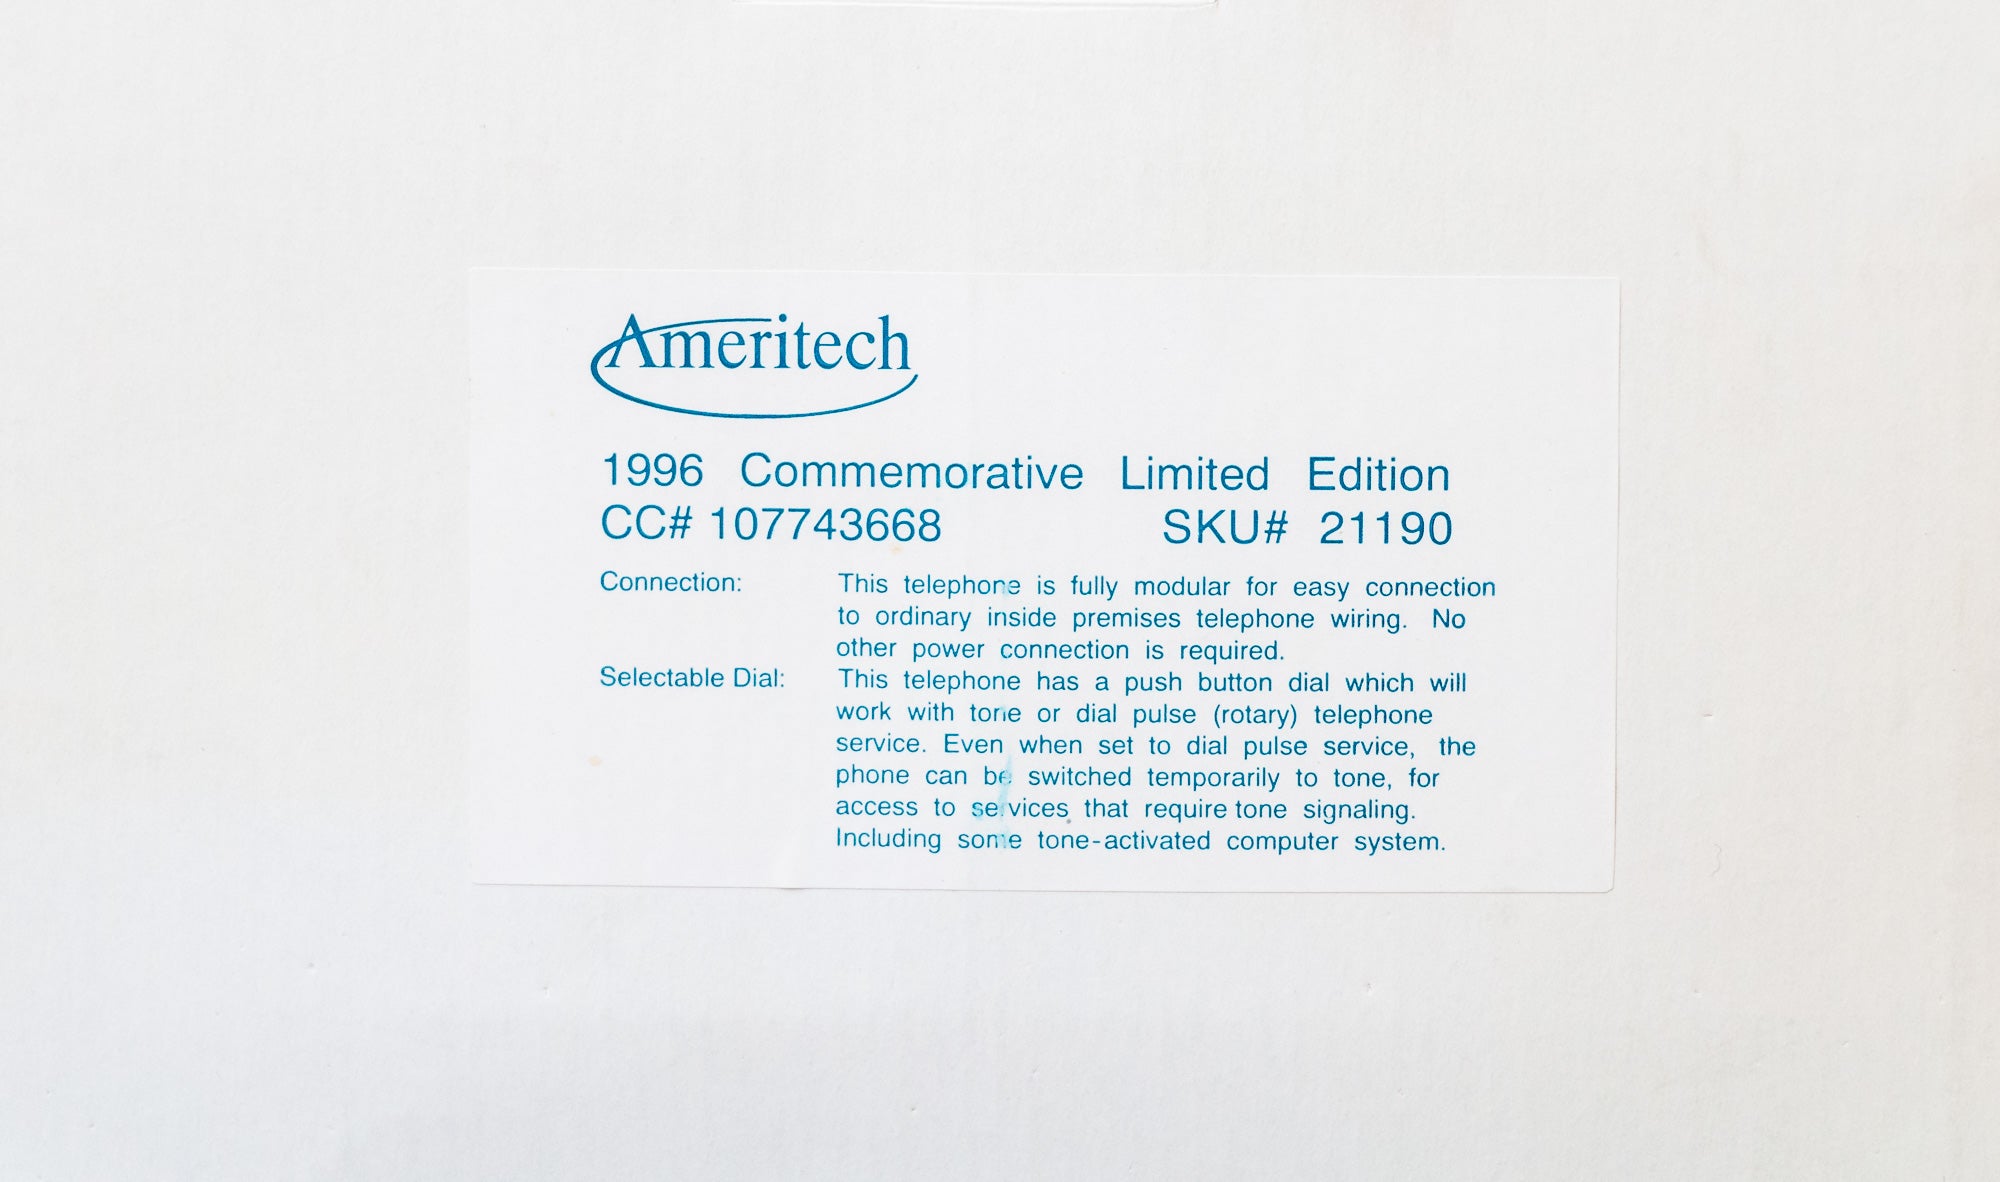 Ameritech
1996 Commemorative Limited Edition
CC# 107743668 SKU# 21190
Connection: This telephone is fully modular for easy connection
to ordinary inside premises telephone wiring. No
other power connection is required.
Selectable Dial: This telephone has a push button dial which will
work with tone or dial pulse (rotary) telephone
service. Even when set to dial pulse service, the
phone can be switched temporarily to tone, for
access to services that require tone signaling.
Including some tone-activated computer system.